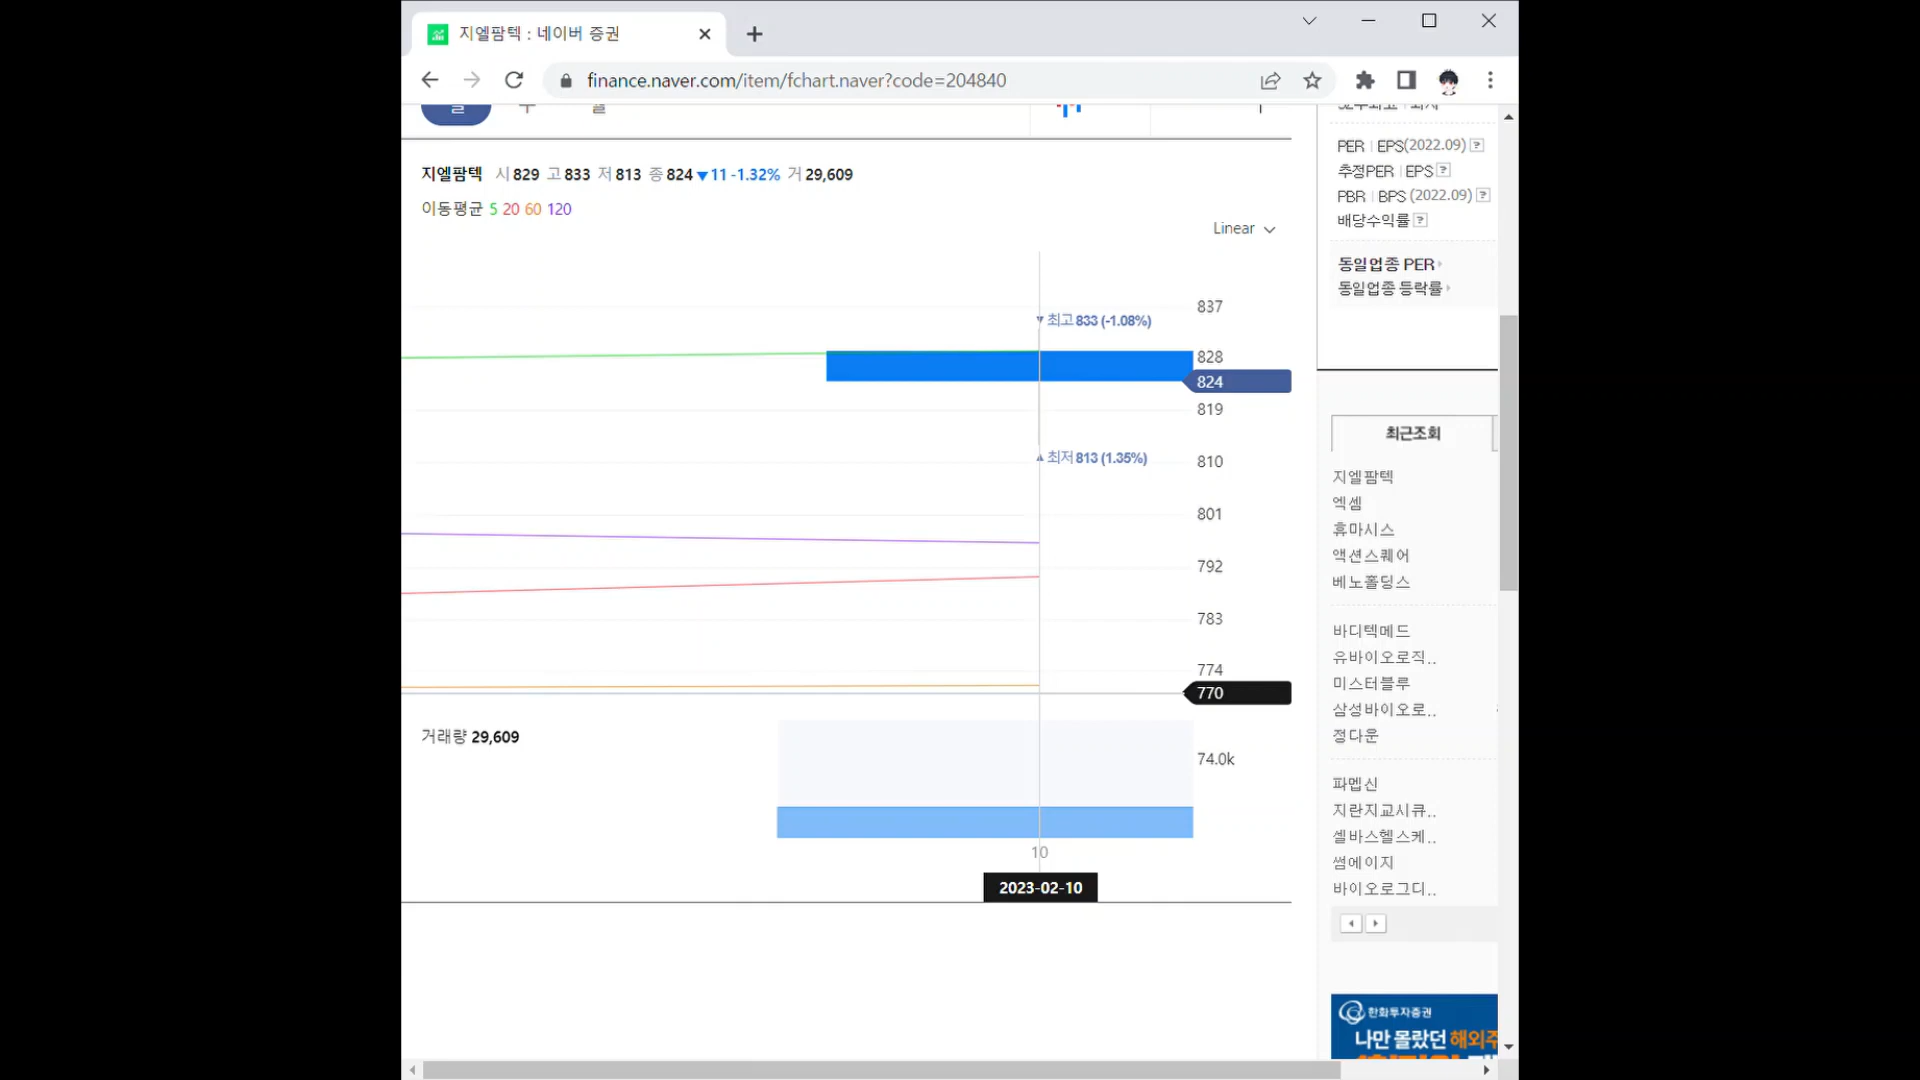 지엘팜텍 : 네이버 증권
finance.naver.com/item/fchart.naver?code=204840
지엘팜텍 시 829 고 833 저 813 종 824 ▼11 -1.32% 거 29,609
이동평균 5 20 60 120
Linear
837
최고 833 (-1.08%)
828
824
819
최저 813 (1.35%)
810
801
792
783
774
770
거래량 29,609
74.0k
10
2023-02-10
PER | EPS(2022.09) ?
추정PER | EPS ?
PBR | BPS (2022.09) ?
배당수익률 ?
동일업종 PER
동일업종 등락률
최근조회
지엘팜텍
엑셈
휴마시스
액션스퀘어
베노홀딩스
바디텍메드
유바이오로직..
미스터블루
삼성바이오로..
정다운
파멥신
지란지교시큐..
셀바스헬스케..
썸에이지
바이오로그디..
한화투자증권
나만 몰랐던 해외주